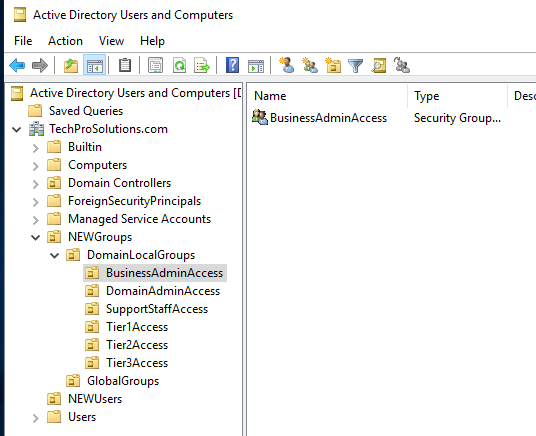 Active Directory Users and Computers
File Action View Help
Active Directory Users and Computers [D
Saved Queries
TechProSolutions.com
Builtin
Computers
Domain Controllers
ForeignSecurityPrincipals
Managed Service Accounts
NEWGroups
DomainLocalGroups
BusinessAdminAccess
DomainAdminAccess
SupportStaffAccess
Tier1Access
Tier2Access
Tier3Access
GlobalGroups
NEWUsers
Users
Name Type Desc
BusinessAdminAccess Security Group...